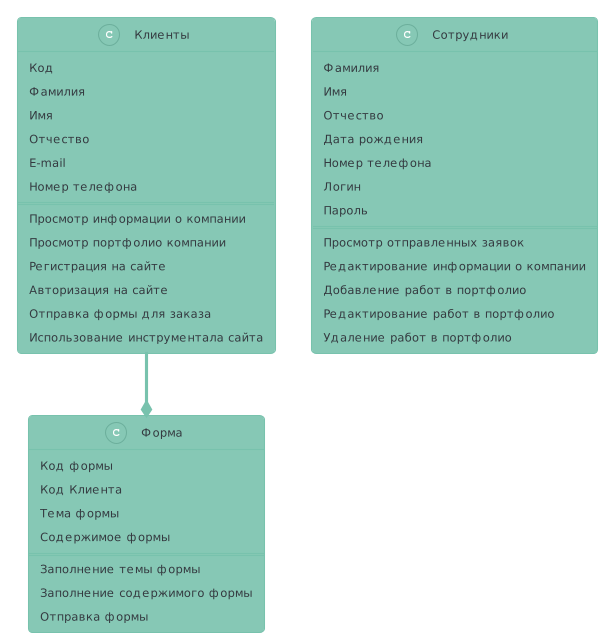 C Клиенты
Код
Фамилия
Имя
Отчество
E-mail
Номер телефона
Просмотр информации о компании
Просмотр портфолио компании
Регистрация на сайте
Авторизация на сайте
Отправка формы для заказа
Использование инструментала сайта
C Сотрудники
Фамилия
Имя
Отчество
Дата рождения
Номер телефона
Логин
Пароль
Просмотр отправленных заявок
Редактирование информации о компании
Добавление работ в портфолио
Редактирование работ в портфолио
Удаление работ в портфолио
C Форма
Код формы
Код Клиента
Тема формы
Содержимое формы
Заполнение темы формы
Заполнение содержимого формы
Отправка формы